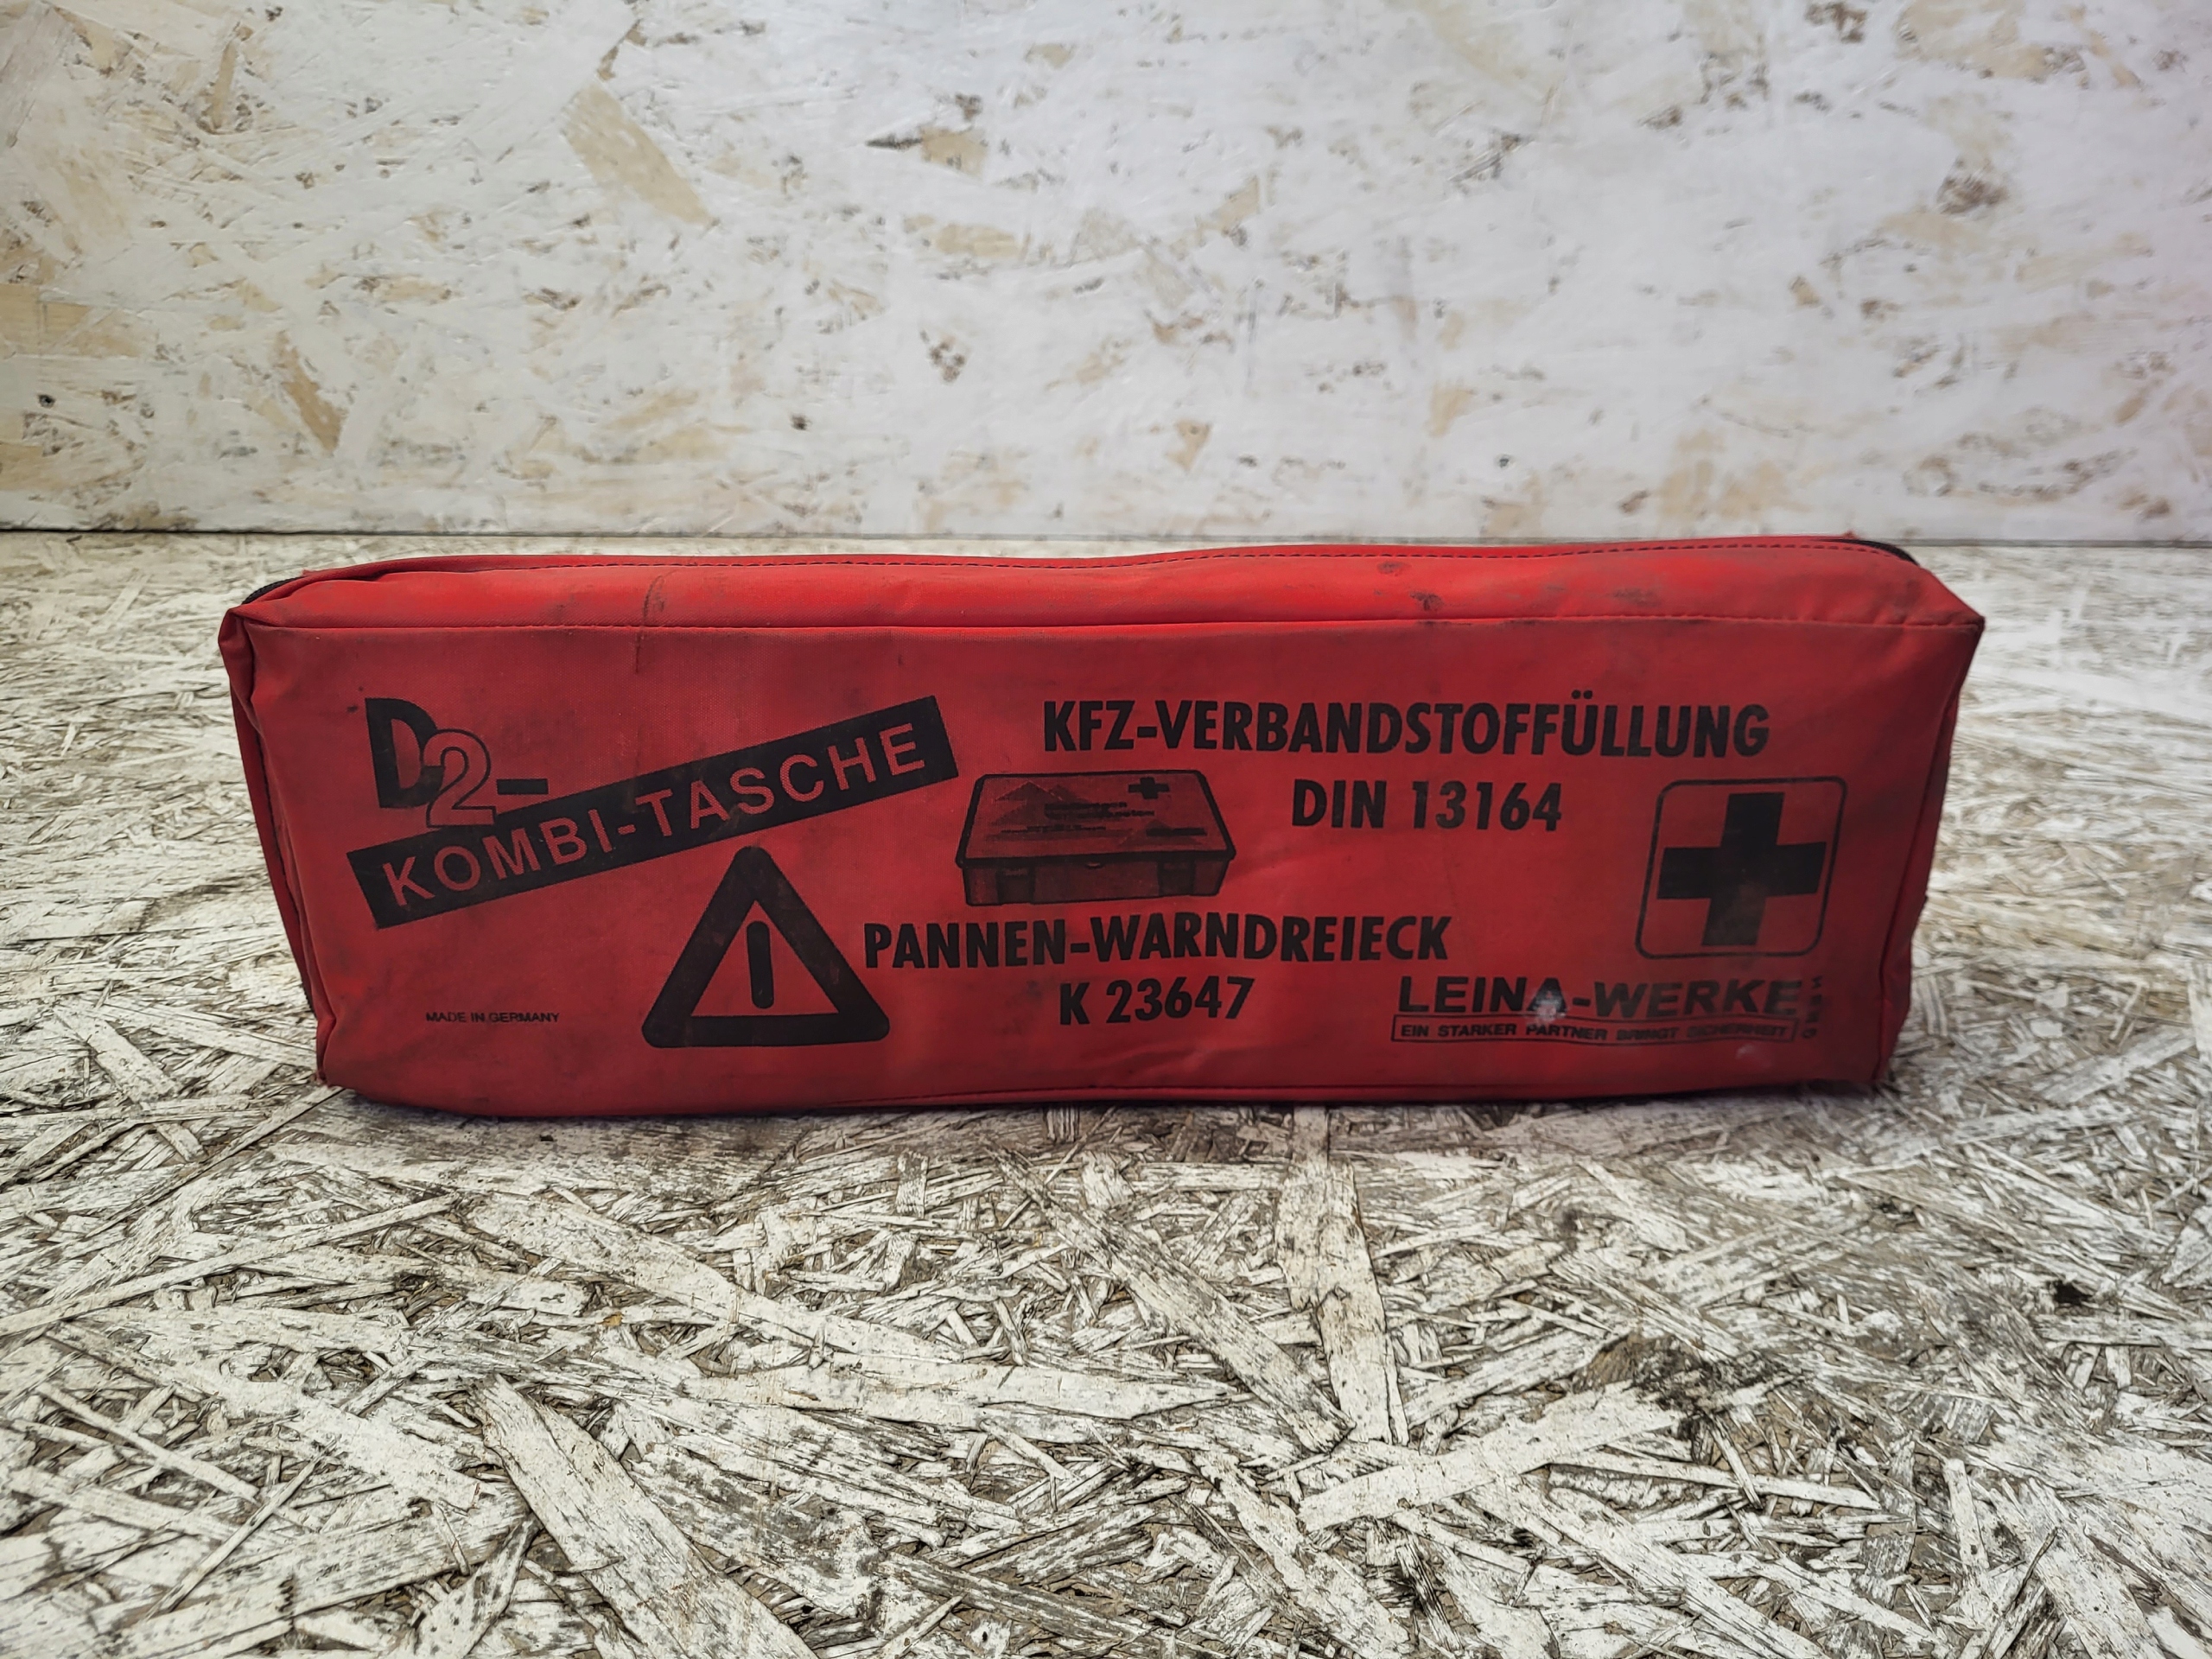 D2-
KOMBI-TASCHE
KFZ-VERBANDSTOFFÜLLUNG
DIN 13164
PANNEN-WARNDREIECK
K 23647
MADE IN GERMANY
LEINA-WERKE
EIN STARKER PARTNER BRINGT SICHERHEIT